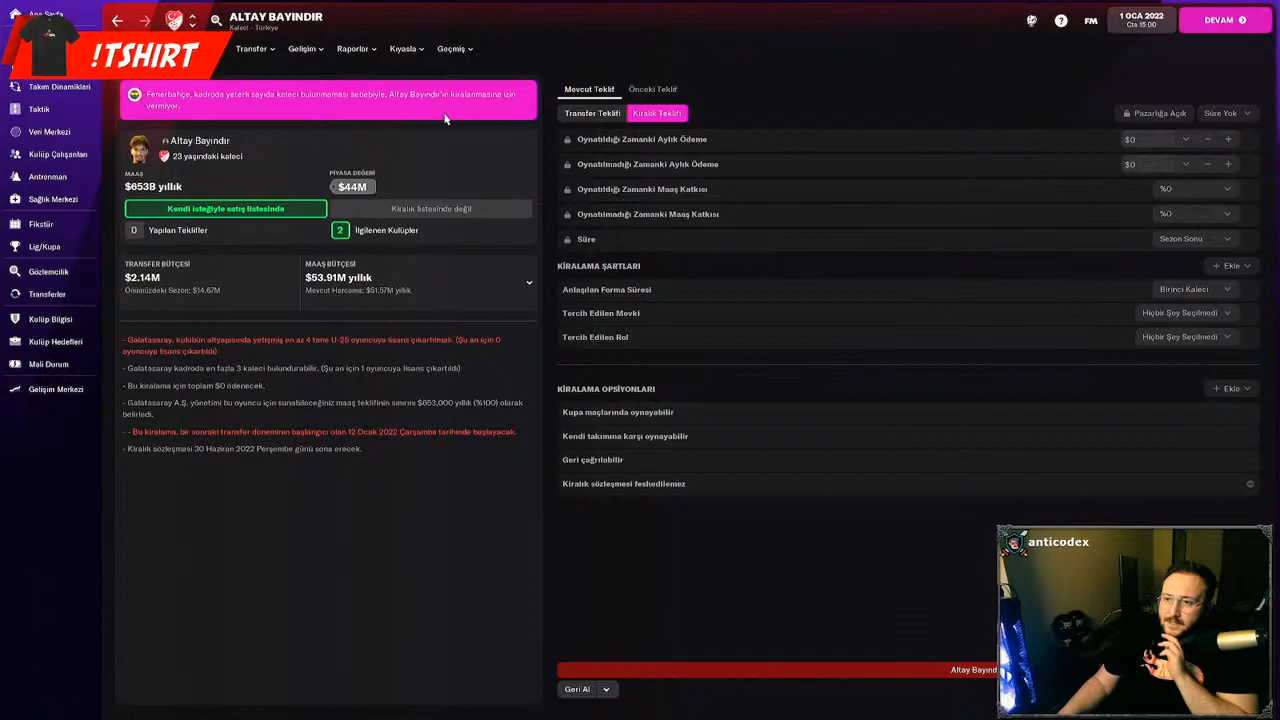 Ana Sayfa
!TSHIRT
Takım Dinamikleri
Taktik
Veri Merkezi
Kulüp Çalışanları
Antrenman
Sağlık Merkezi
Fikstür
Lig/Kupa
Gözlemcilik
Transferler
Kulüp Bilgisi
Kulüp Hedefleri
Mali Durum
Gelişim Merkezi
ALTAY BAYINDIR
Kaleci - Türkiye
FM
1 OCA 2022
Cts 15:00
DEVAM
Transfer
Gelişim
Raporlar
Kıyasla
Geçmiş
Fenerbahçe, kadroda yeterli sayıda kaleci bulunmaması sebebiyle, Altay Bayındır'ın kiralanmasına izin
vermiyor.
Altay Bayındır
23 yaşındaki kaleci
MAAŞ
$653B yıllık
PİYASA DEĞERİ
$44M
Kendi isteğiyle satış listesinde
Kiralık listesinde değil
0 Yapılan Teklifler
2 İlgilenen Kulüpler
TRANSFER BÜTÇESİ
$2.14M
Önümüzdeki Sezon: $14.67M
MAAŞ BÜTÇESİ
$53.91M yıllık
Mevcut Harcama: $51.57M yıllık
- Galatasaray, kulübün altyapısında yetişmiş en az 4 tane U-25 oyuncuya lisans çıkartılmalı. (Şu an için 0
oyuncuya lisans çıkartıldı)
- Galatasaray kadroda en fazla 3 kaleci bulundurabilir. (Şu an için 1 oyuncuya lisans çıkartıldı)
- Bu kiralama için toplam $0 ödenecek.
- Galatasaray A.Ş. yönetimi bu oyuncu için sunabileceğiniz maaş teklifinin sınırını $653,000 yıllık (%100) olarak
belirledi.
- - Bu kiralama, bir sonraki transfer döneminin başlangıcı olan 12 Ocak 2022 Çarşamba tarihinde başlayacak.
- Kiralık sözleşmesi 30 Haziran 2022 Perşembe günü sona erecek.
Mevcut Teklif
Önceki Teklif
Transfer Teklifi
Kiralık Teklifi
Pazarlığa Açık
Süre Yok
Oynatıldığı Zamanki Aylık Ödeme
$0
Oynatılmadığı Zamanki Aylık Ödeme
$0
Oynatıldığı Zamanki Maaş Katkısı
%0
Oynatılmadığı Zamanki Maaş Katkısı
%0
Süre
Sezon Sonu
KİRALAMA ŞARTLARI
+ Ekle
Anlaşılan Forma Süresi
Birinci Kaleci
Tercih Edilen Mevki
Hiçbir Şey Seçilmedi
Tercih Edilen Rol
Hiçbir Şey Seçilmedi
KİRALAMA OPSİYONLARI
+ Ekle
Kupa maçlarında oynayabilir
Kendi takımına karşı oynayabilir
Geri çağrılabilir
Kiralık sözleşmesi feshedilemez
Altay Bayınd
Geri Al
anticodex